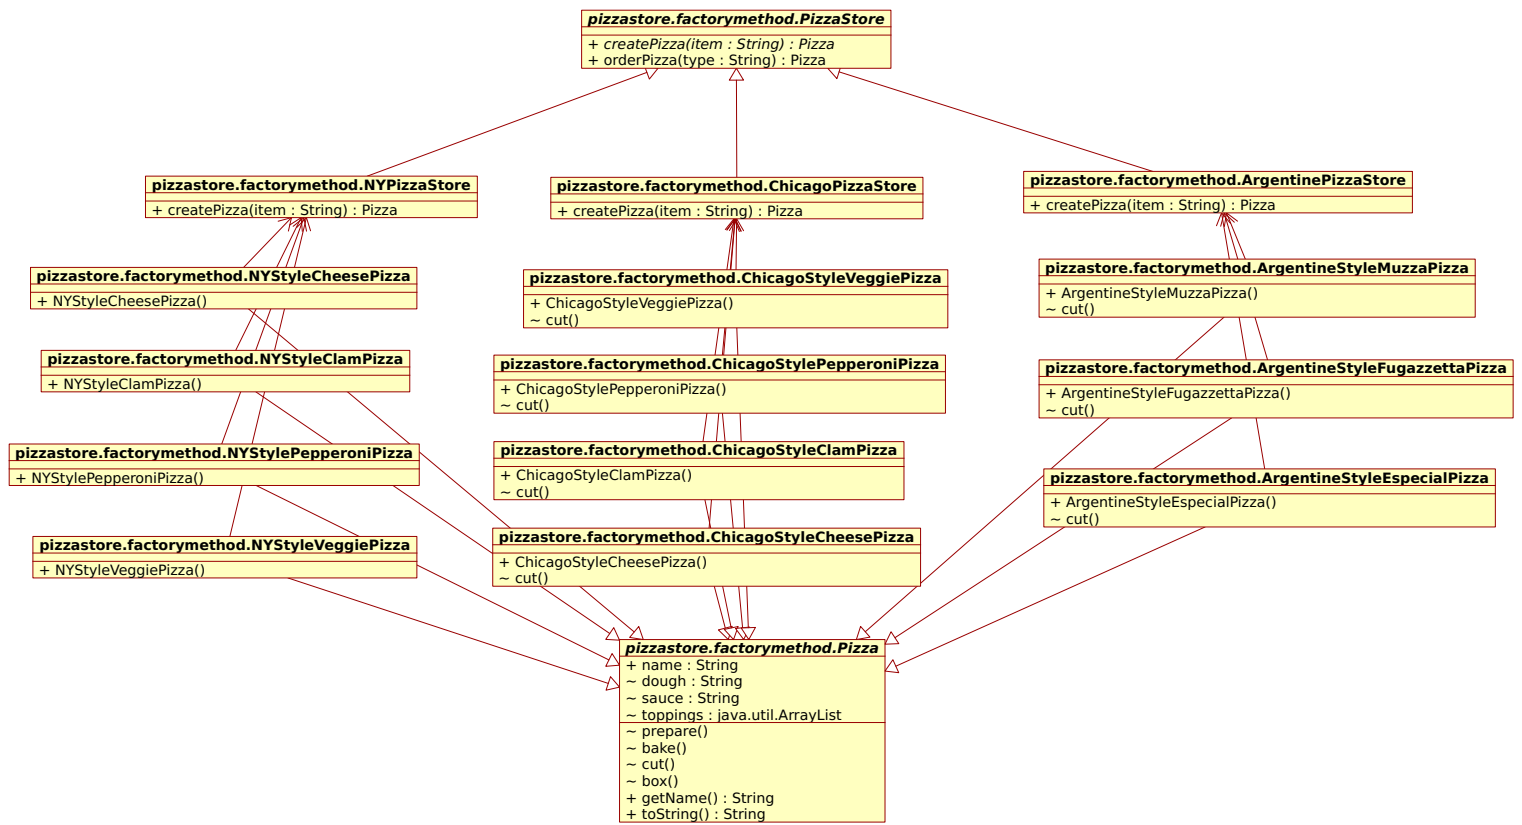 pizzastore.factorymethod.PizzaStore
+ createPizza(item : String) : Pizza
+ orderPizza(type : String) : Pizza
pizzastore.factorymethod.NYPizzaStore
+ createPizza(item : String) : Pizza
pizzastore.factorymethod.ChicagoPizzaStore
+ createPizza(item : String) : Pizza
pizzastore.factorymethod.ArgentinePizzaStore
+ createPizza(item : String) : Pizza
pizzastore.factorymethod.NYStyleCheesePizza
+ NYStyleCheesePizza()
pizzastore.factorymethod.NYStyleClamPizza
+ NYStyleClamPizza()
pizzastore.factorymethod.NYStylePepperoniPizza
+ NYStylePepperoniPizza()
pizzastore.factorymethod.NYStyleVeggiePizza
+ NYStyleVeggiePizza()
pizzastore.factorymethod.ChicagoStyleVeggiePizza
+ ChicagoStyleVeggiePizza()
~ cut()
pizzastore.factorymethod.ChicagoStylePepperoniPizza
+ ChicagoStylePepperoniPizza()
~ cut()
pizzastore.factorymethod.ChicagoStyleClamPizza
+ ChicagoStyleClamPizza()
~ cut()
pizzastore.factorymethod.ChicagoStyleCheesePizza
+ ChicagoStyleCheesePizza()
~ cut()
pizzastore.factorymethod.ArgentineStyleMuzzaPizza
+ ArgentineStyleMuzzaPizza()
~ cut()
pizzastore.factorymethod.ArgentineStyleFugazzettaPizza
+ ArgentineStyleFugazzettaPizza()
~ cut()
pizzastore.factorymethod.ArgentineStyleEspecialPizza
+ ArgentineStyleEspecialPizza()
~ cut()
pizzastore.factorymethod.Pizza
+ name : String
~ dough : String
~ sauce : String
~ toppings : java.util.ArrayList
~ prepare()
~ bake()
~ cut()
~ box()
+ getName() : String
+ toString() : String